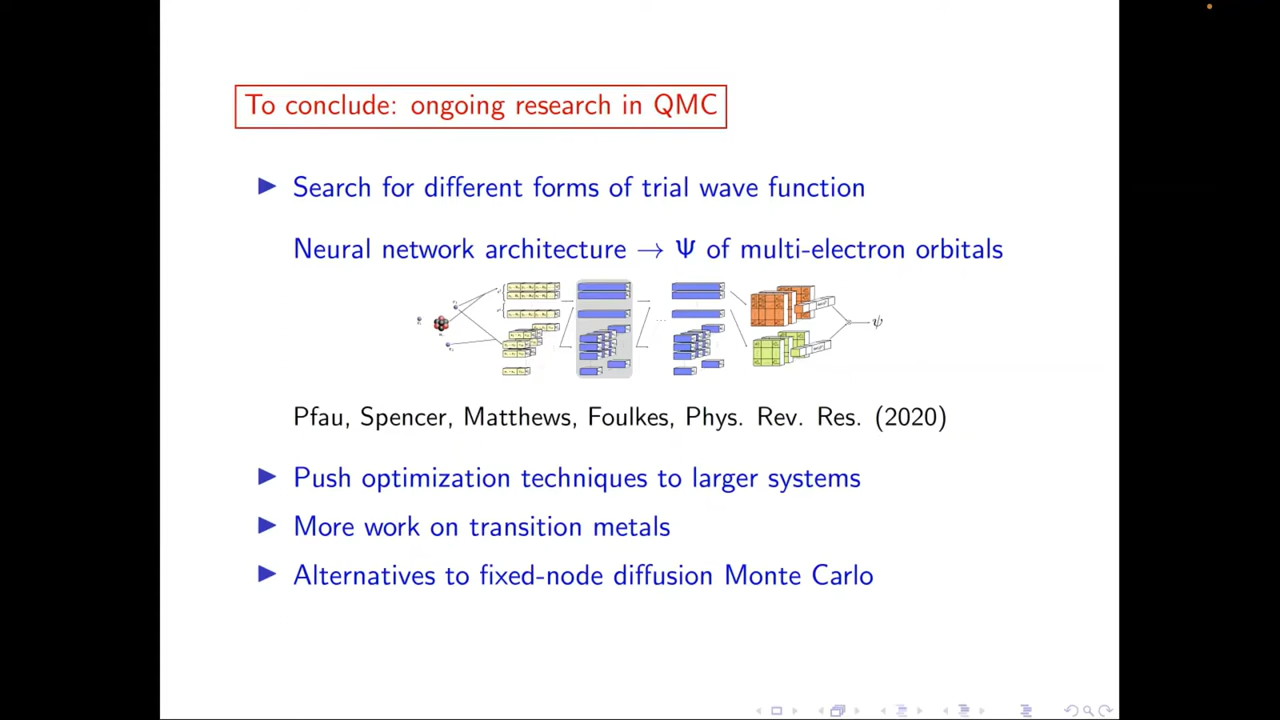 To conclude: ongoing research in QMC
Search for different forms of trial wave function
Neural network architecture → Ψ of multi-electron orbitals
ψ
Pfau, Spencer, Matthews, Foulkes, Phys. Rev. Res. (2020)
Push optimization techniques to larger systems
More work on transition metals
Alternatives to fixed-node diffusion Monte Carlo